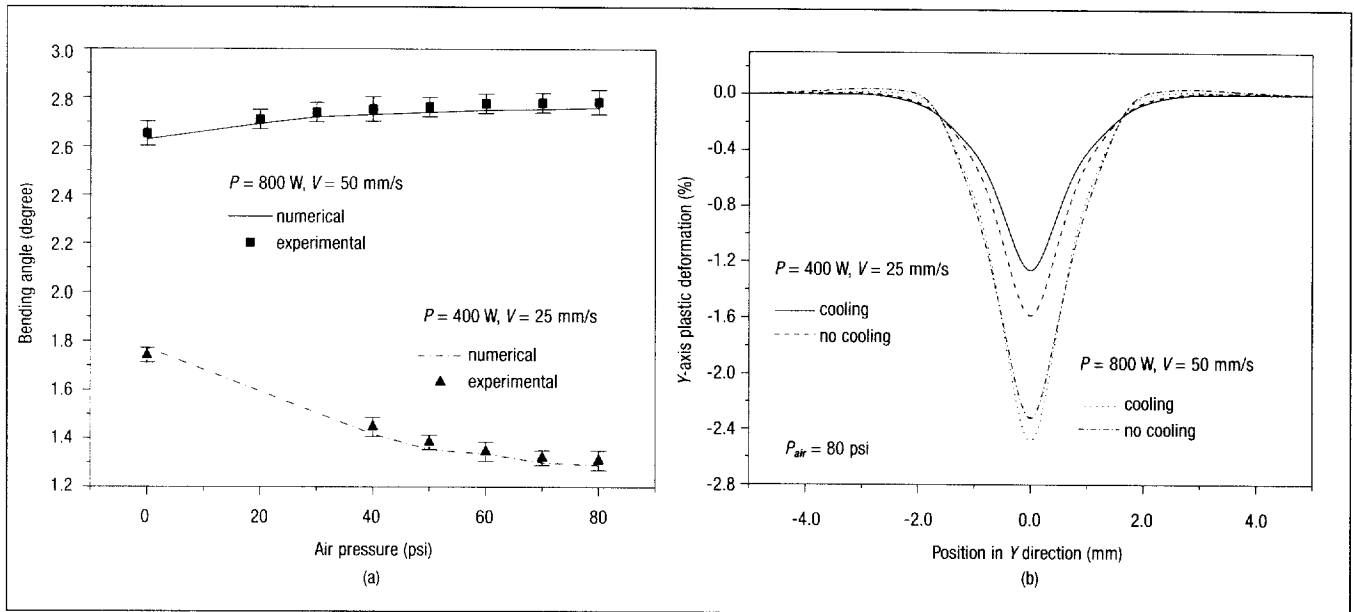 3.0
2.8
2.6
2.4
2.2
2.0
1.8
1.6
1.4
1.2
Bending angle (degree)
P = 800 W, V = 50 mm/s
numerical
experimental
P = 400 W, V = 25 mm/s
numerical
experimental
0 20 40 60 80
Air pressure (psi)
(a)
0.0
-0.4
-0.8
-1.2
-1.6
-2.0
-2.4
-2.8
Y-axis plastic deformation (%)
P = 400 W, V = 25 mm/s
cooling
no cooling
P = 800 W, V = 50 mm/s
cooling
no cooling
Pair = 80 psi
-4.0 -2.0 0.0 2.0 4.0
Position in Y direction (mm)
(b)